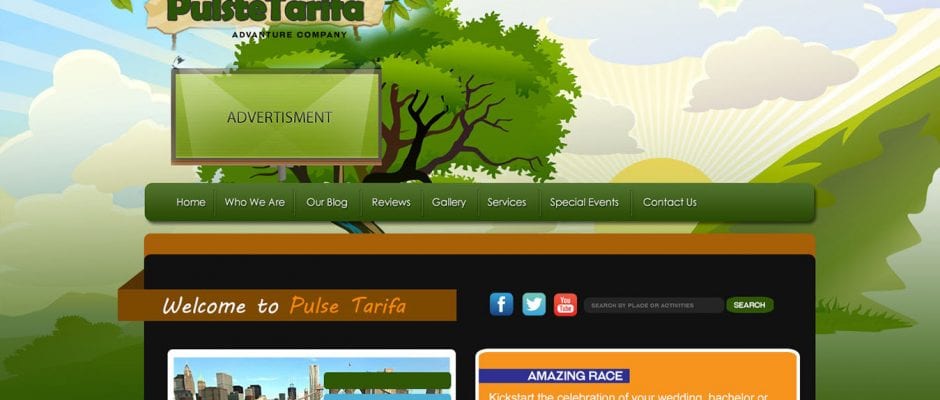 PulsteTarifa
ADVANTURE COMPANY
ADVERTISMENT
Home Who We Are Our Blog Reviews Gallery Services Special Events Contact Us
Welcome to Pulse Tarifa
f You Tube SEARCH BY PLACE OR ACTIVITIES SEARCH
AMAZING RACE
Kickstart the celebration of your wedding, bachelor or